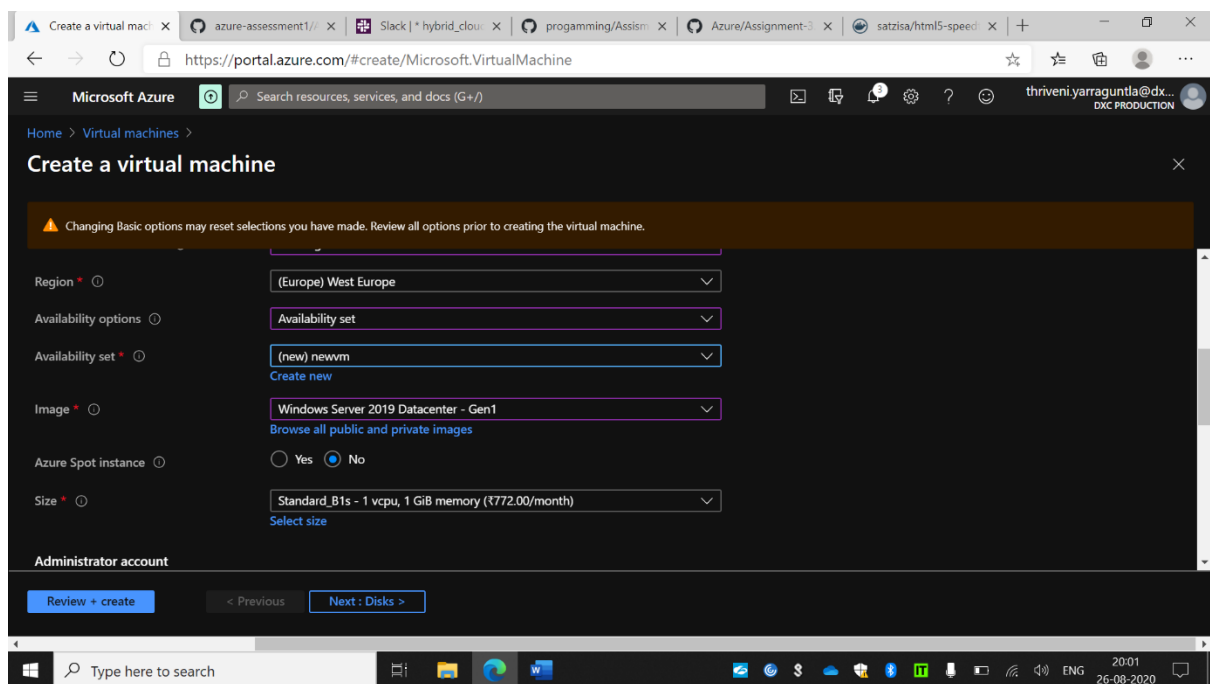 Create a virtual mach
azure-assessment1//
Slack | * hybrid_clou
progamming/Assism
Azure/Assignment-3
satzisa/html5-speed
https://portal.azure.com/#create/Microsoft.VirtualMachine
Microsoft Azure
Search resources, services, and docs (G+/)
3
thriveni.yarraguntla@dx...
DXC PRODUCTION
Home > Virtual machines >
Create a virtual machine
Changing Basic options may reset selections you have made. Review all options prior to creating the virtual machine.
Region * (Europe) West Europe
Availability options Availability set
Availability set * (new) newvm
Create new
Image * Windows Server 2019 Datacenter - Gen1
Browse all public and private images
Azure Spot instance Yes No
Size * Standard_B1s - 1 vcpu, 1 GiB memory (₹772.00/month)
Select size
Administrator account
Review + create < Previous Next : Disks >
Type here to search
ENG
20:01
26-08-2020